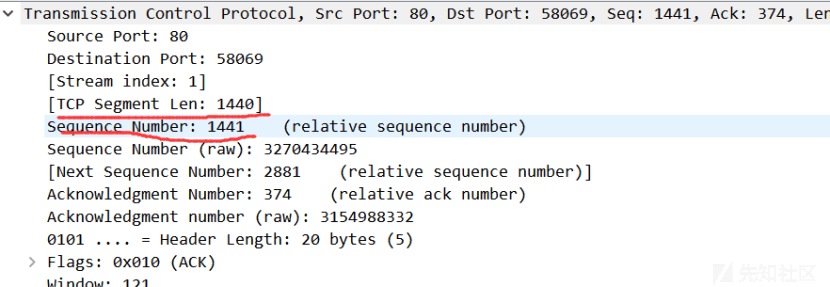 Transmission Control Protocol, Src Port: 80, Dst Port: 58069, Seq: 1441, Ack: 374, Len
Source Port: 80
Destination Port: 58069
[Stream index: 1]
[TCP Segment Len: 1440]
Sequence Number: 1441    (relative sequence number)
Sequence Number (raw): 3270434495
[Next Sequence Number: 2881    (relative sequence number)]
Acknowledgment Number: 374    (relative ack number)
Acknowledgment number (raw): 3154988332
0101 .... = Header Length: 20 bytes (5)
Flags: 0x010 (ACK)
Window: 121
先知社区